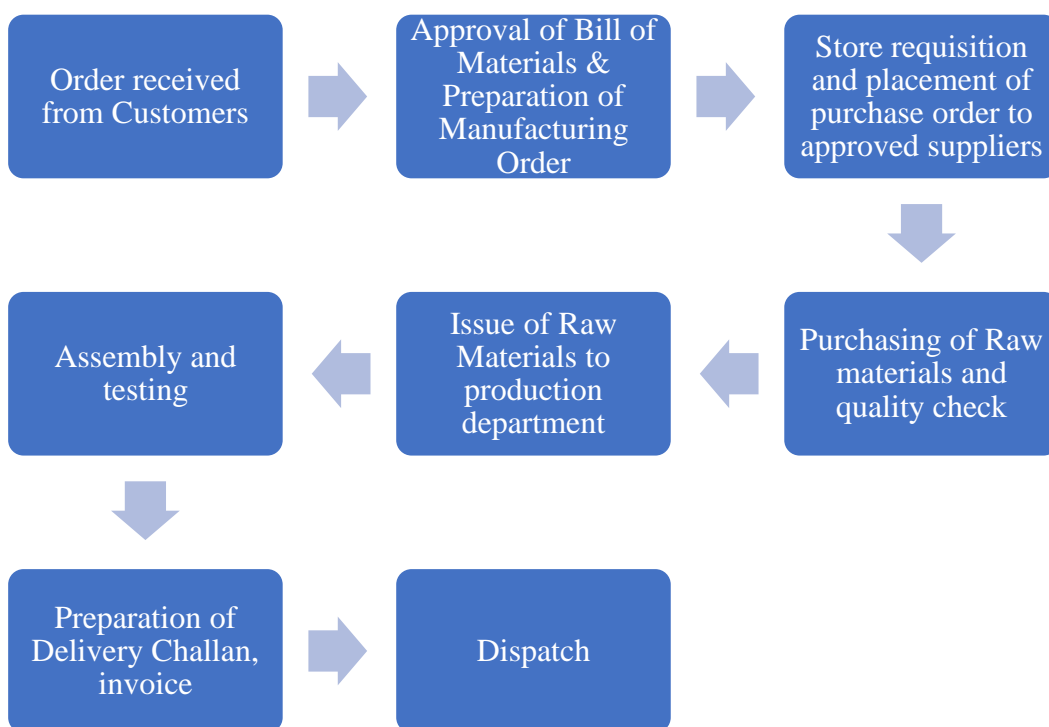 Order received
from Customers
Approval of Bill of
Materials &
Preparation of
Manufacturing
Order
Store requisition
and placement of
purchase order to
approved suppliers
Purchasing of Raw
materials and
quality check
Issue of Raw
Materials to
production
department
Assembly and
testing
Preparation of
Delivery Challan,
invoice
Dispatch